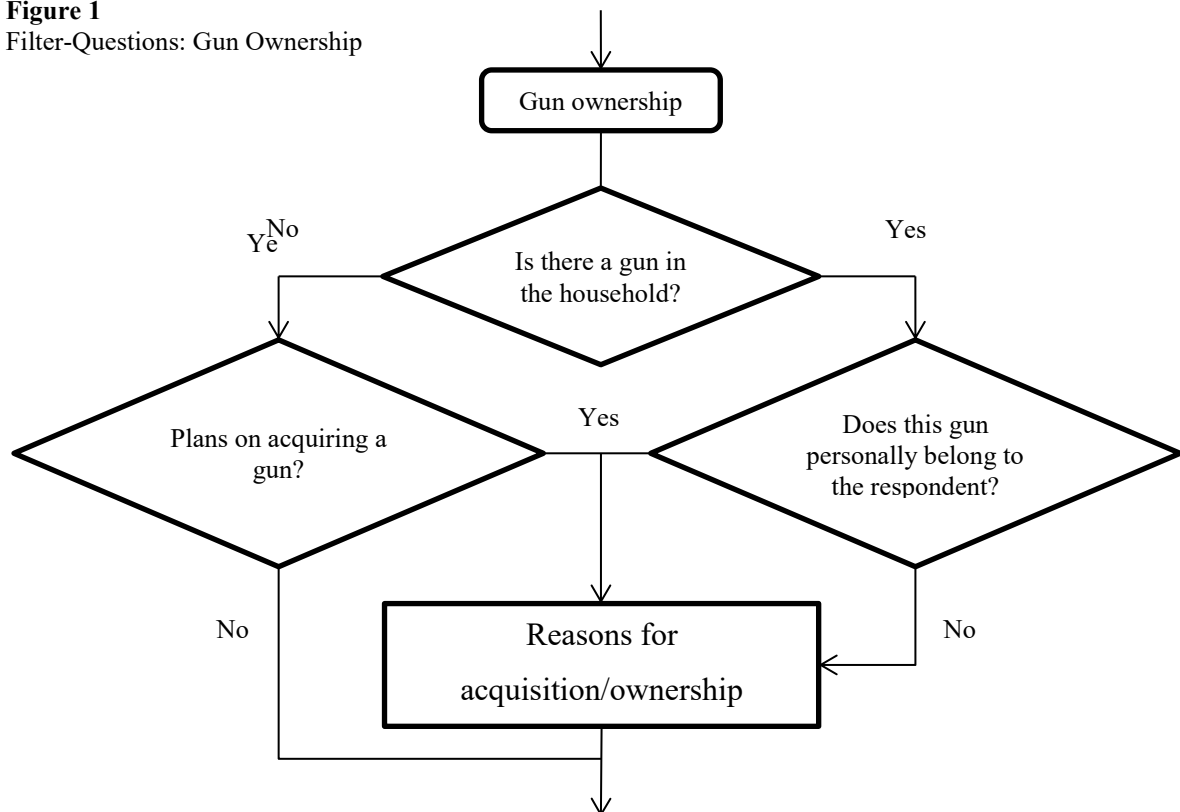 Figure 1
Filter-Questions: Gun Ownership
Gun ownership
No
Ye
Yes
Is there a gun in
the household?
Plans on acquiring a
gun?
Yes
Does this gun
personally belong to
the respondent?
No
Reasons for
acquisition/ownership
No